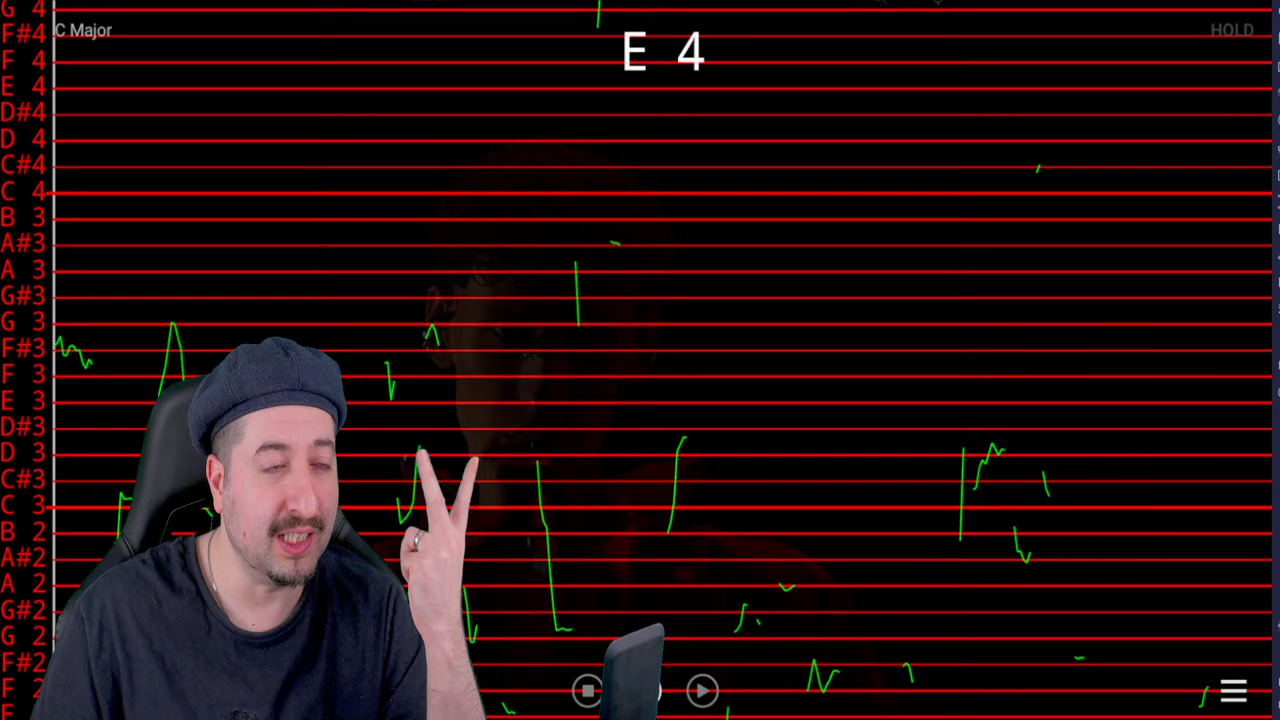 G 4
F#4
C Major
HOLD
E 4
F 4
E 4
D#4
D 4
C#4
C 4
B 3
A#3
A 3
G#3
G 3
F#3
F 3
E 3
D#3
D 3
C#3
C 3
B 2
A#2
A 2
G#2
G 2
F#2
F 2